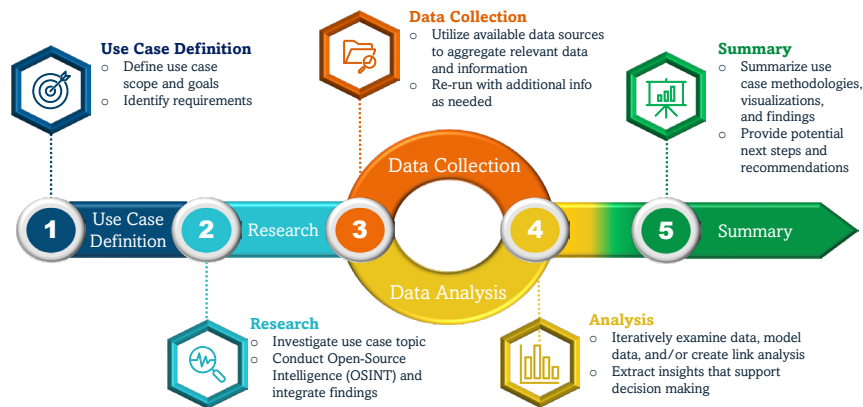 Use Case Definition
o Define use case
scope and goals
o Identify requirements
Data Collection
o Utilize available data sources
to aggregate relevant data
and information
o Re-run with additional info
as needed
Summary
o Summarize use
case methodologies,
visualizations,
and findings
o Provide potential
next steps and
recommendations
1
Use Case
Definition
2
Research
3
Data Collection
Data Analysis
4
5
Summary
Research
o Investigate use case topic
o Conduct Open-Source
Intelligence (OSINT) and
integrate findings
Analysis
o Iteratively examine data, model
data, and/or create link analysis
o Extract insights that support
decision making